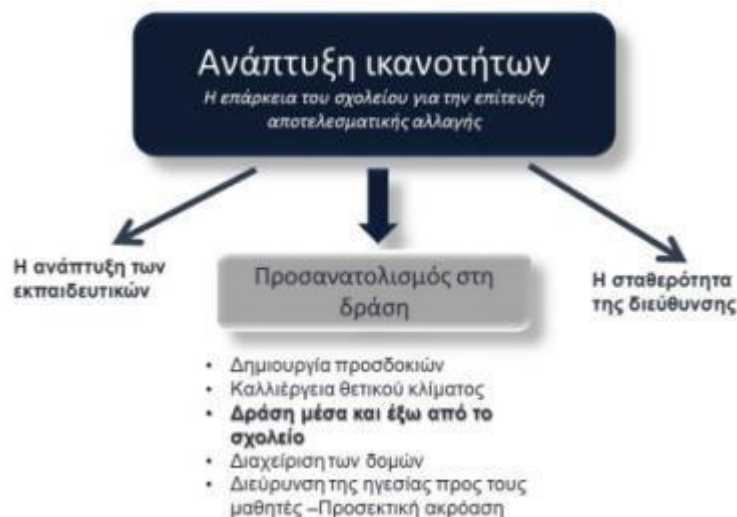 Ανάπτυξη ικανοτήτων
Η επάρκεια του σχολείου για την επίτευξη
αποτελεσματικής αλλαγής
Η ανάπτυξη των
εκπαιδευτικών
Προσανατολισμός στη
δράση
Η σταθερότητα
της διεύθυνσης
• Δημιουργία προσδοκιών
• Καλλιέργεια θετικού κλίματος
• Δράση μέσα και έξω από το
σχολείο
• Διαχείριση των δομών
• Διεύρυνση της ηγεσίας προς τους
μαθητές –Προσεκτική ακρόαση